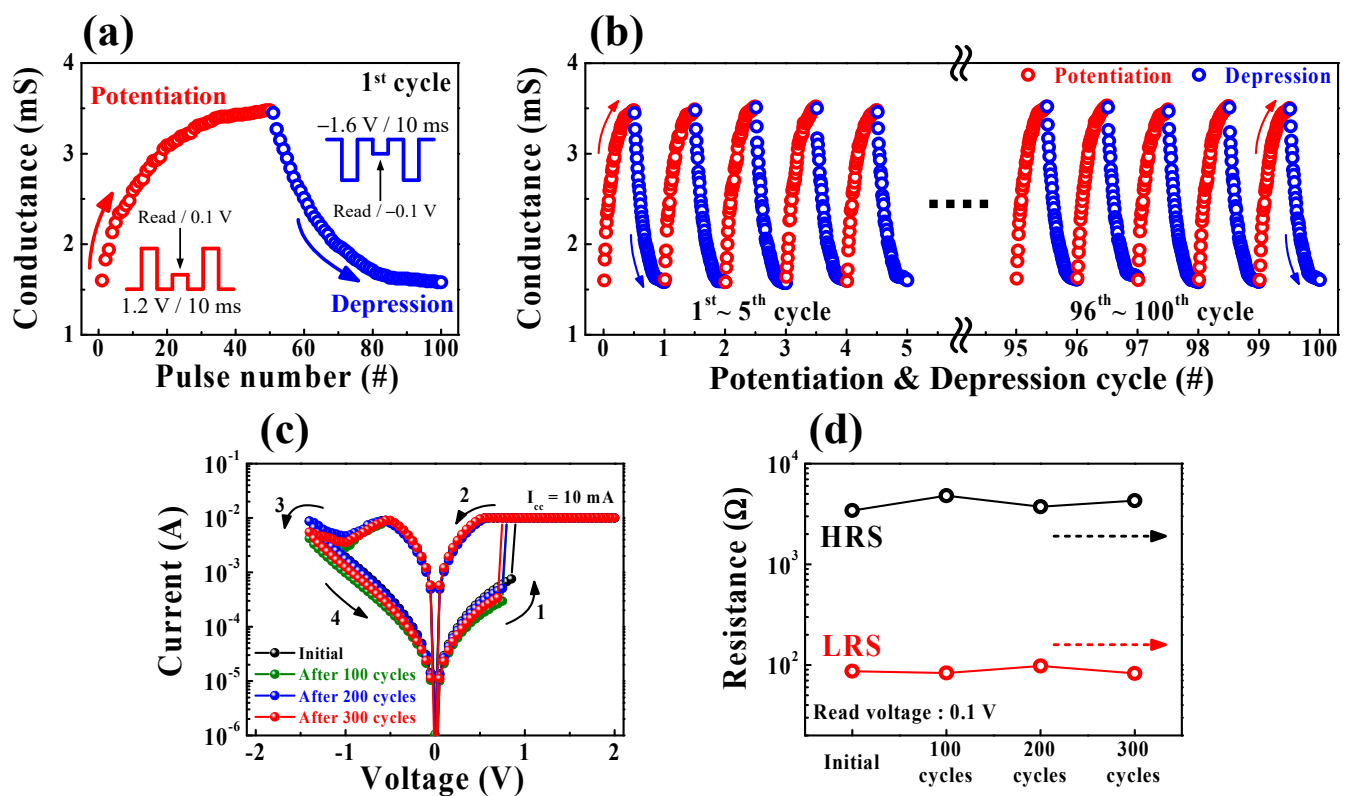 (a)
Conductance (mS)
4
3
2
1
Potentiation
1st cycle
−1.6 V / 10 ms
Read / −0.1 V
Read / 0.1 V
1.2 V / 10 ms
Depression
0 20 40 60 80 100
Pulse number (#)
(b)
Conductance (mS)
4
3
2
1
Potentiation Depression
1st ~ 5th cycle
96th ~ 100th cycle
0 1 2 3 4 5 95 96 97 98 99 100
Potentiation & Depression cycle (#)
(c)
Current (A)
10-1
10-2
10-3
10-4
10-5
10-6
3
2
Icc = 10 mA
4
1
Initial
After 100 cycles
After 200 cycles
After 300 cycles
−2 −1 0 1 2
Voltage (V)
(d)
Resistance (Ω)
104
103
102
HRS
LRS
Read voltage : 0.1 V
Initial
100
cycles
200
cycles
300
cycles